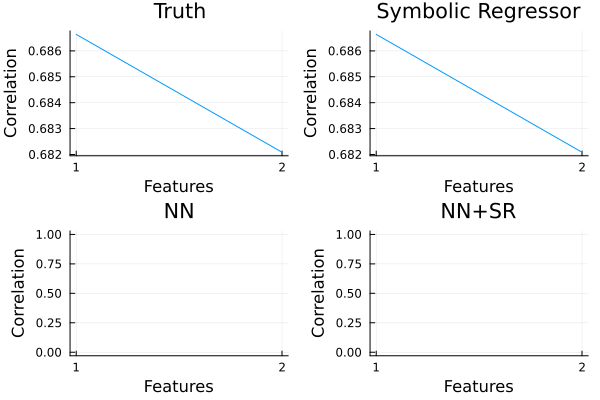 Truth
Correlation
0.686
0.685
0.684
0.683
0.682
1
2
Features
Symbolic Regressor
Correlation
0.686
0.685
0.684
0.683
0.682
1
2
Features
NN
Correlation
1.00
0.75
0.50
0.25
0.00
1
2
Features
NN+SR
Correlation
1.00
0.75
0.50
0.25
0.00
1
2
Features